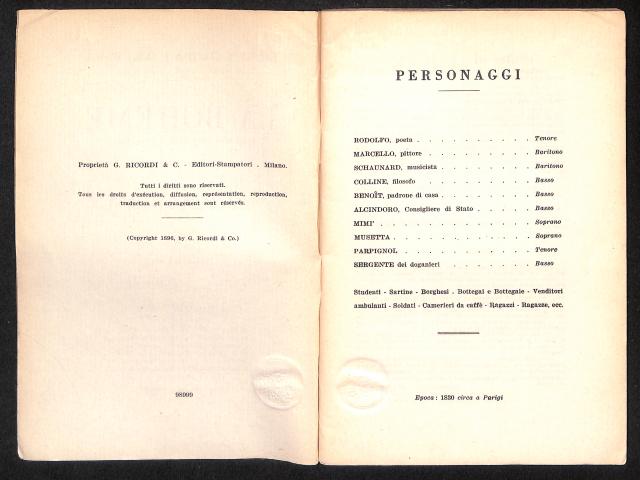 Proprietà G. RICORDI & C. - Editori-Stampatori . Milano.
Tutti i diritti sono riservati.
Tous les droits d'exécution, diffusion, représentation, reproduction,
traduction et arrangement sont réservés.
(Copyright 1896, by G. Ricordi & Co.)
98999
PERSONAGGI
RODOLFO, poeta . . . . . . . . . . Tenore
MARCELLO, pittore . . . . . . . . . Baritono
SCHAUNARD, musicista . . . . . . . . Baritono
COLLINE, filosofo . . . . . . . . . Basso
BENOÎT, padrone di casa . . . . . . . . Basso
ALCINDORO, Consigliere di Stato . . . . . Basso
MIMI' . . . . . . . . . . . . Soprano
MUSETTA . . . . . . . . . . . Soprano
PARPIGNOL . . . . . . . . . . Tenore
SERGENTE dei doganieri . . . . . . . Basso
Studenti - Sartine - Borghesi . Bottegai e Bottegaie - Venditori
ambulanti - Soldati - Camerieri da caffè - Ragazzi - Ragazze, ecc.
Epoca : 1830 circa a Parigi